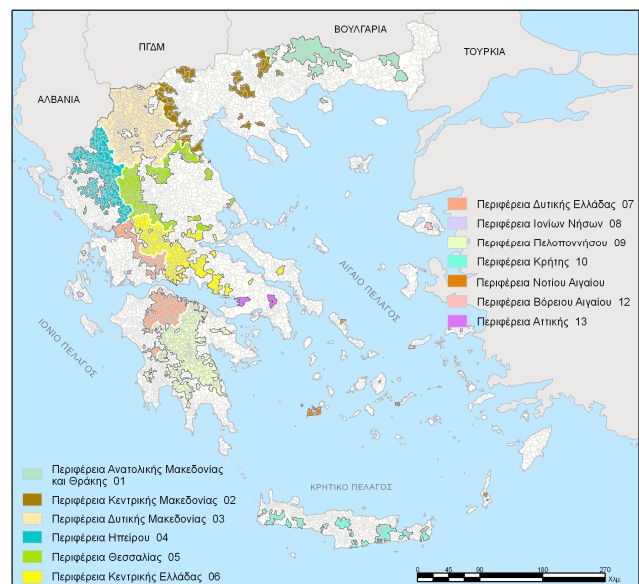 ΒΟΥΛΓΑΡΙΑ
ΠΓΔΜ
ΤΟΥΡΚΙΑ
ΑΛΒΑΝΙΑ
Περιφέρεια Δυτικής Ελλάδας 07
Περιφέρεια Ιονίων Νήσων 08
Περιφέρεια Πελοποννήσου 09
Περιφέρεια Κρήτης 10
Περιφέρεια Νοτίου Αιγαίου
Περιφέρεια Βόρειου Αιγαίου 12
Περιφέρεια Αττικής 13
ΑΙΓΑΙΟ ΠΕΛΑΓΟΣ
ΙΟΝΙΟ ΠΕΛΑΓΟΣ
ΚΡΗΤΙΚΟ ΠΕΛΑΓΟΣ
Περιφέρεια Ανατολικής Μακεδονίας
και Θράκης 01
Περιφέρεια Κεντρικής Μακεδονίας 02
Περιφέρεια Δυτικής Μακεδονίας 03
Περιφέρεια Ηπείρου 04
Περιφέρεια Θεσσαλίας 05
Περιφέρεια Κεντρικής Ελλάδας 06
0 45 90 180 270
Χλμ.